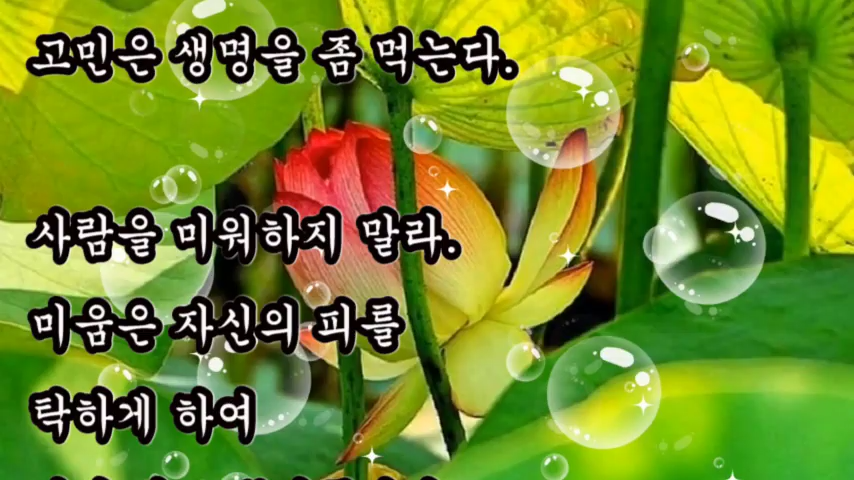 고민은 생명을 좀 먹는다.
사람을 미워하지 말라.
미움은 자신의 피를
탁하게 하여